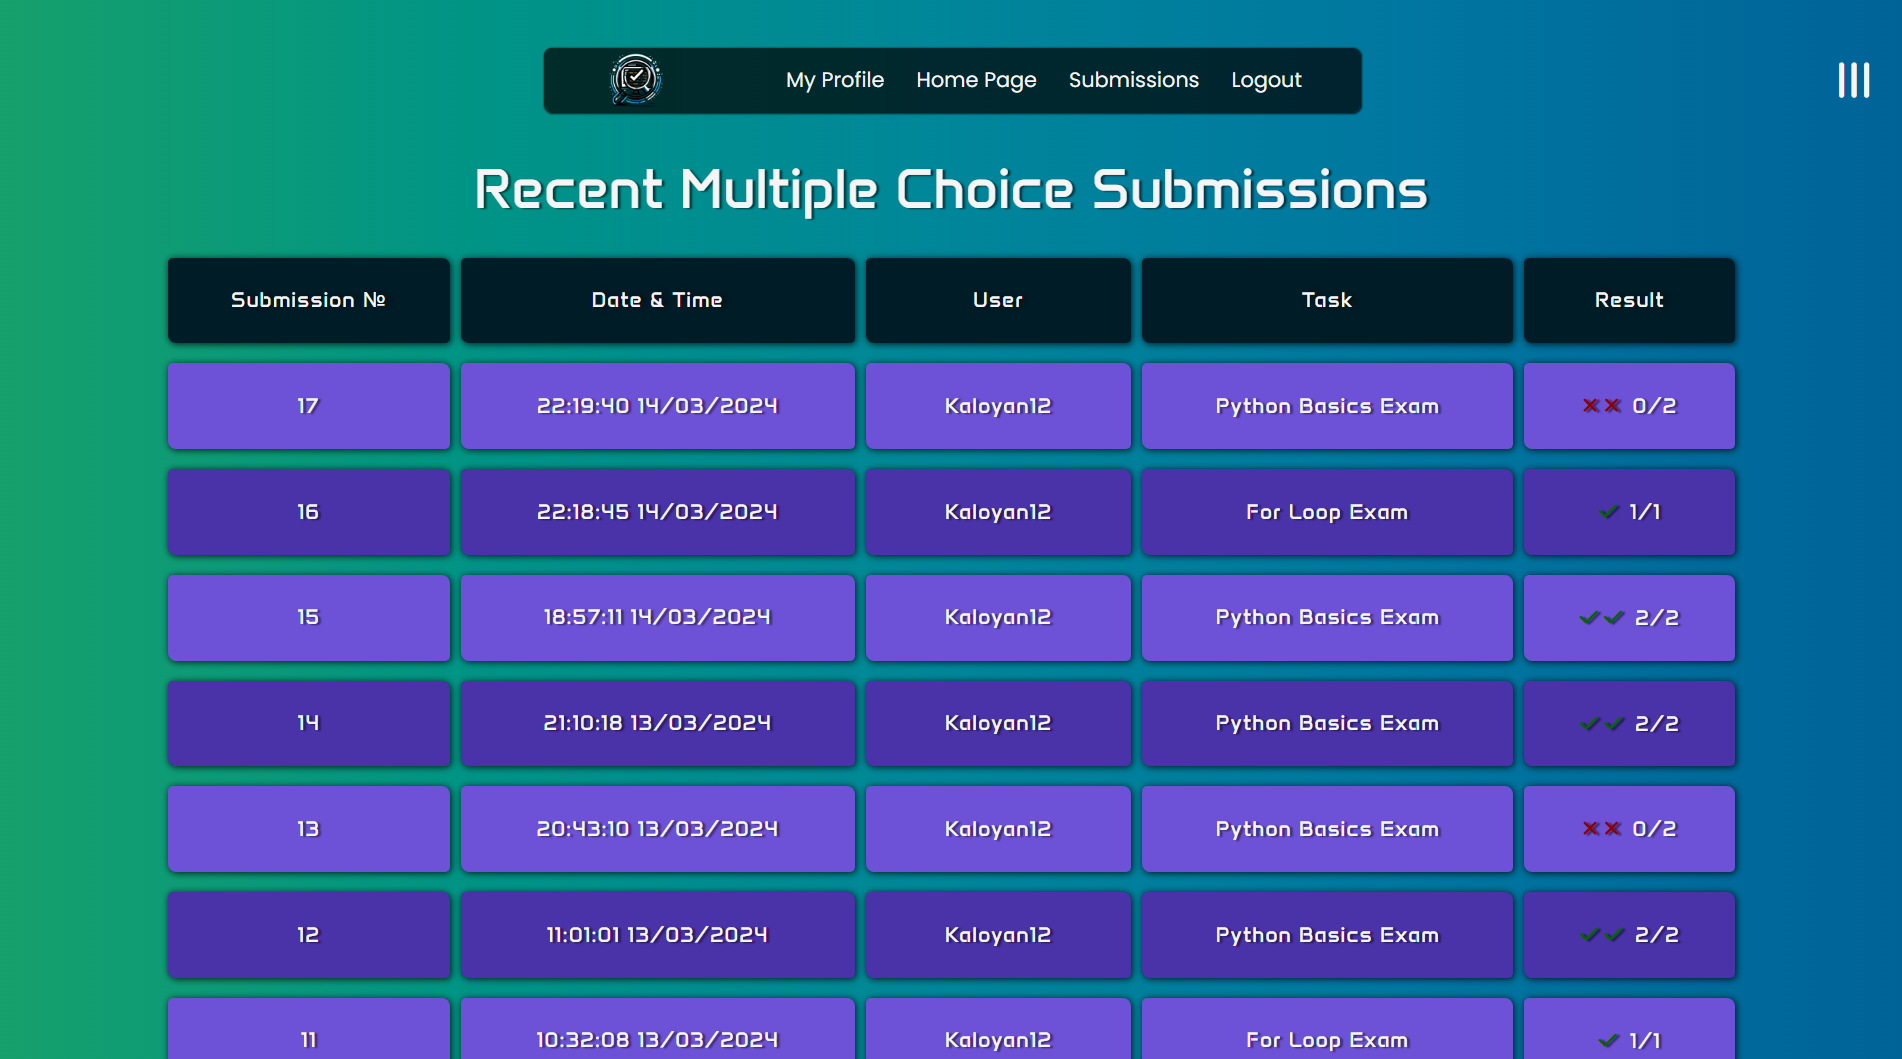 My Profile Home Page Submissions Logout
Recent Multiple Choice Submissions
Submission № Date & Time User Task Result
17 22:19:40 14/03/2024 Kaloyan12 Python Basics Exam ✕✕ 0/2
16 22:18:45 14/03/2024 Kaloyan12 For Loop Exam ✓ 1/1
15 18:57:11 14/03/2024 Kaloyan12 Python Basics Exam ✓✓ 2/2
14 21:10:18 13/03/2024 Kaloyan12 Python Basics Exam ✓✓ 2/2
13 20:43:10 13/03/2024 Kaloyan12 Python Basics Exam ✕✕ 0/2
12 11:01:01 13/03/2024 Kaloyan12 Python Basics Exam ✓✓ 2/2
11 10:32:08 13/03/2024 Kaloyan12 For Loop Exam ✓ 1/1